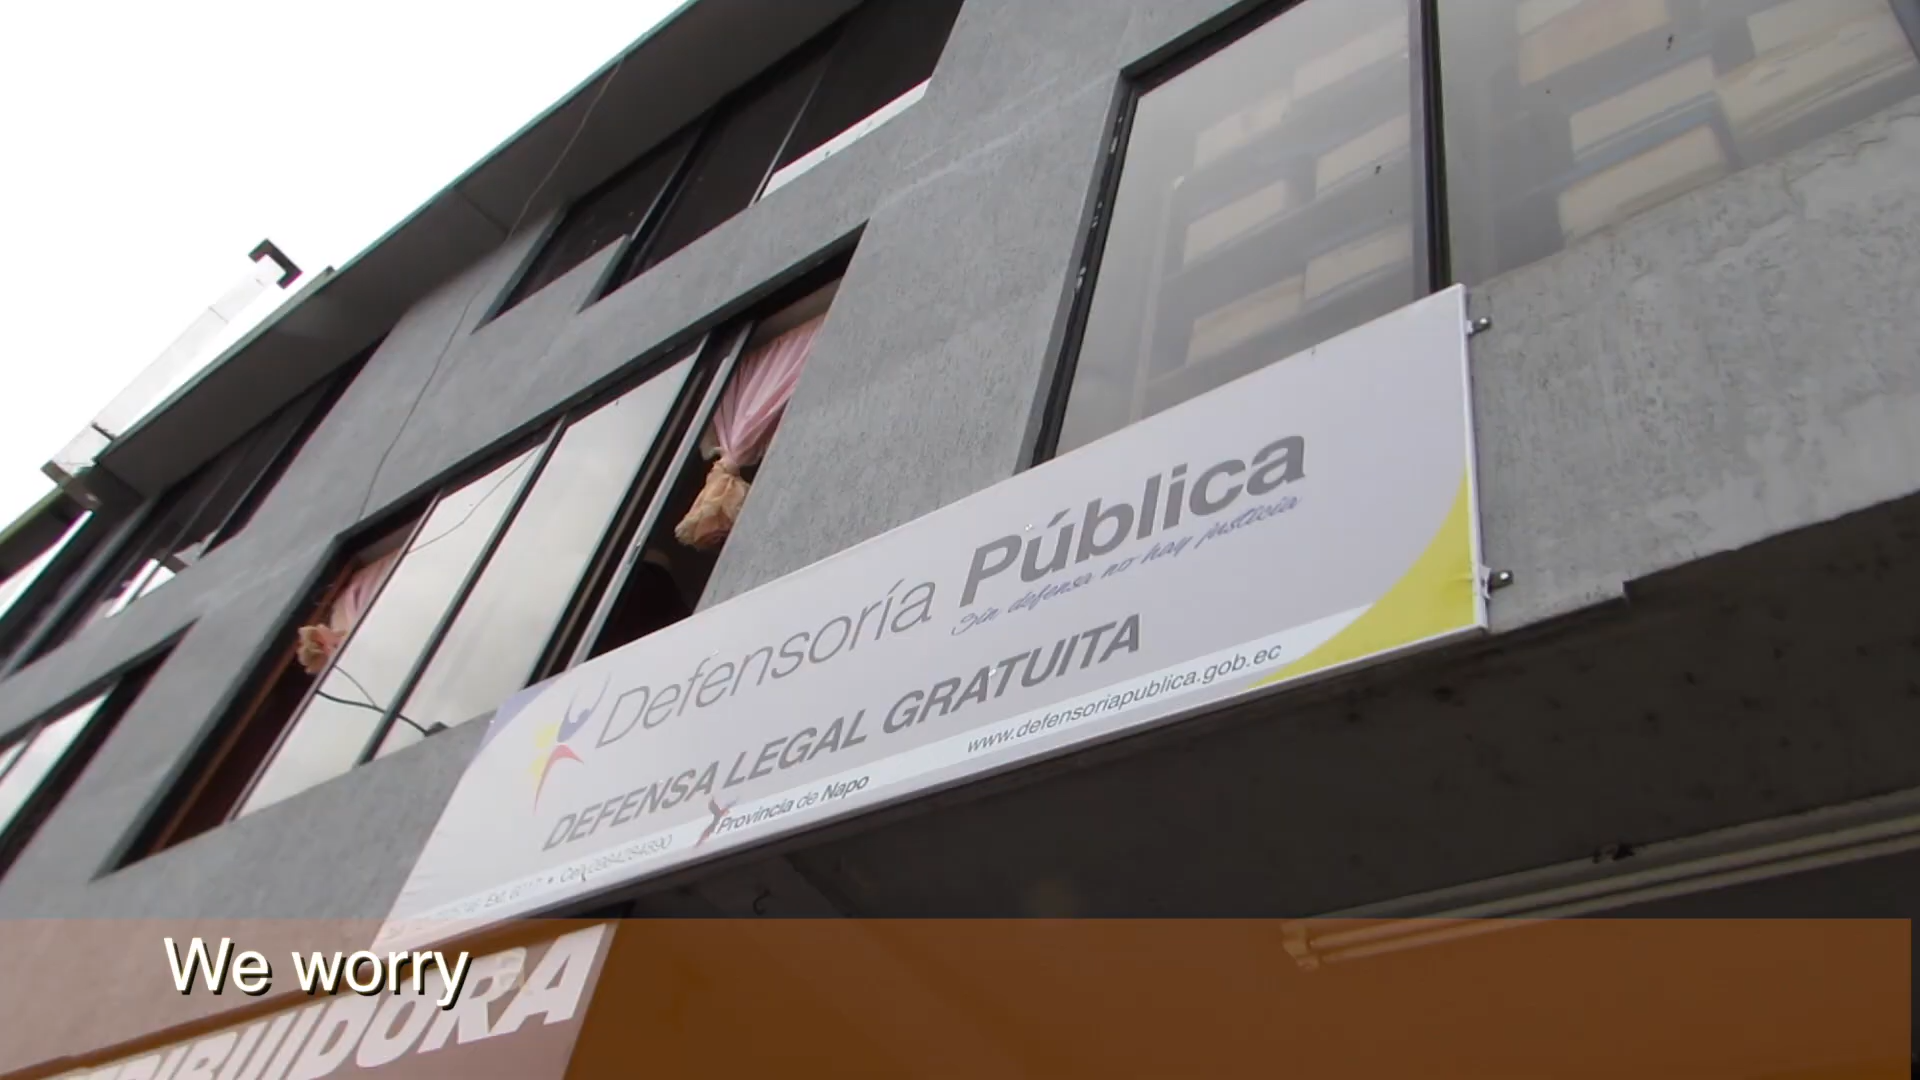 Defensoría Pública
Sin defensa no hay justicia
DEFENSA LEGAL GRATUITA
www.defensoriapublica.gob.ec
Provincia de Napo
We worry